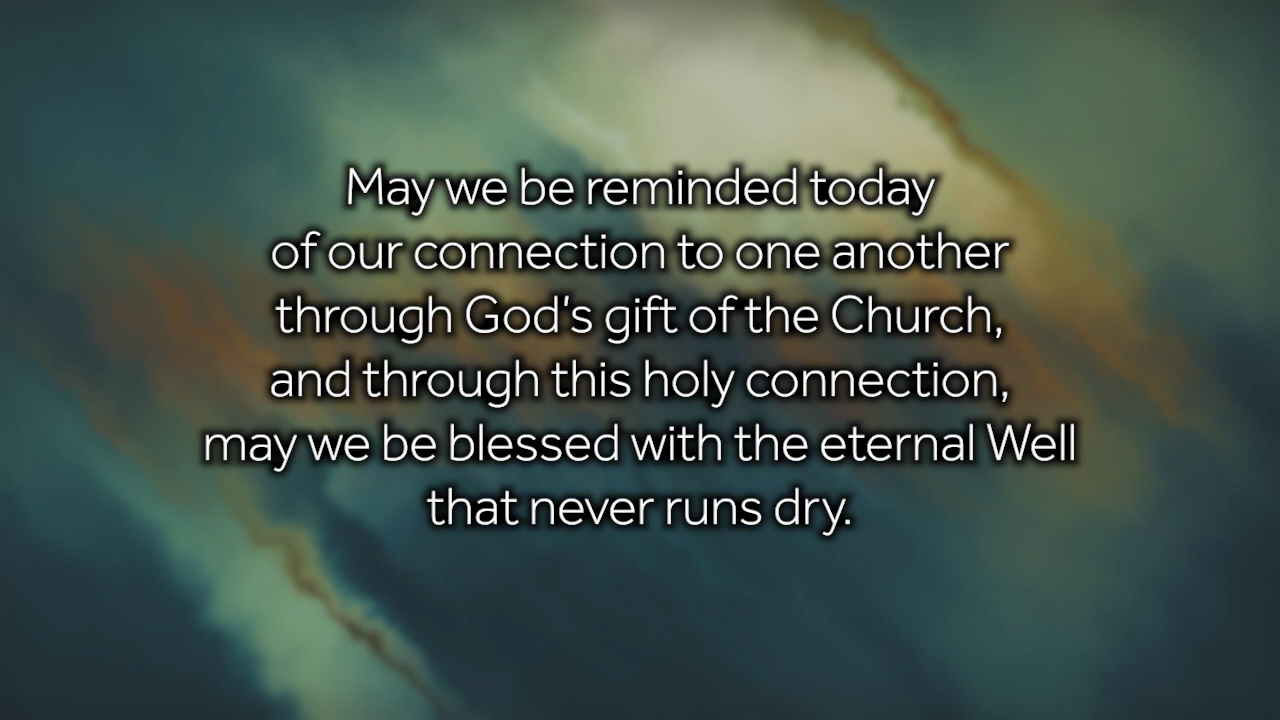 May we be reminded today
of our connection to one another
through God's gift of the Church,
and through this holy connection,
may we be blessed with the eternal Well
that never runs dry.